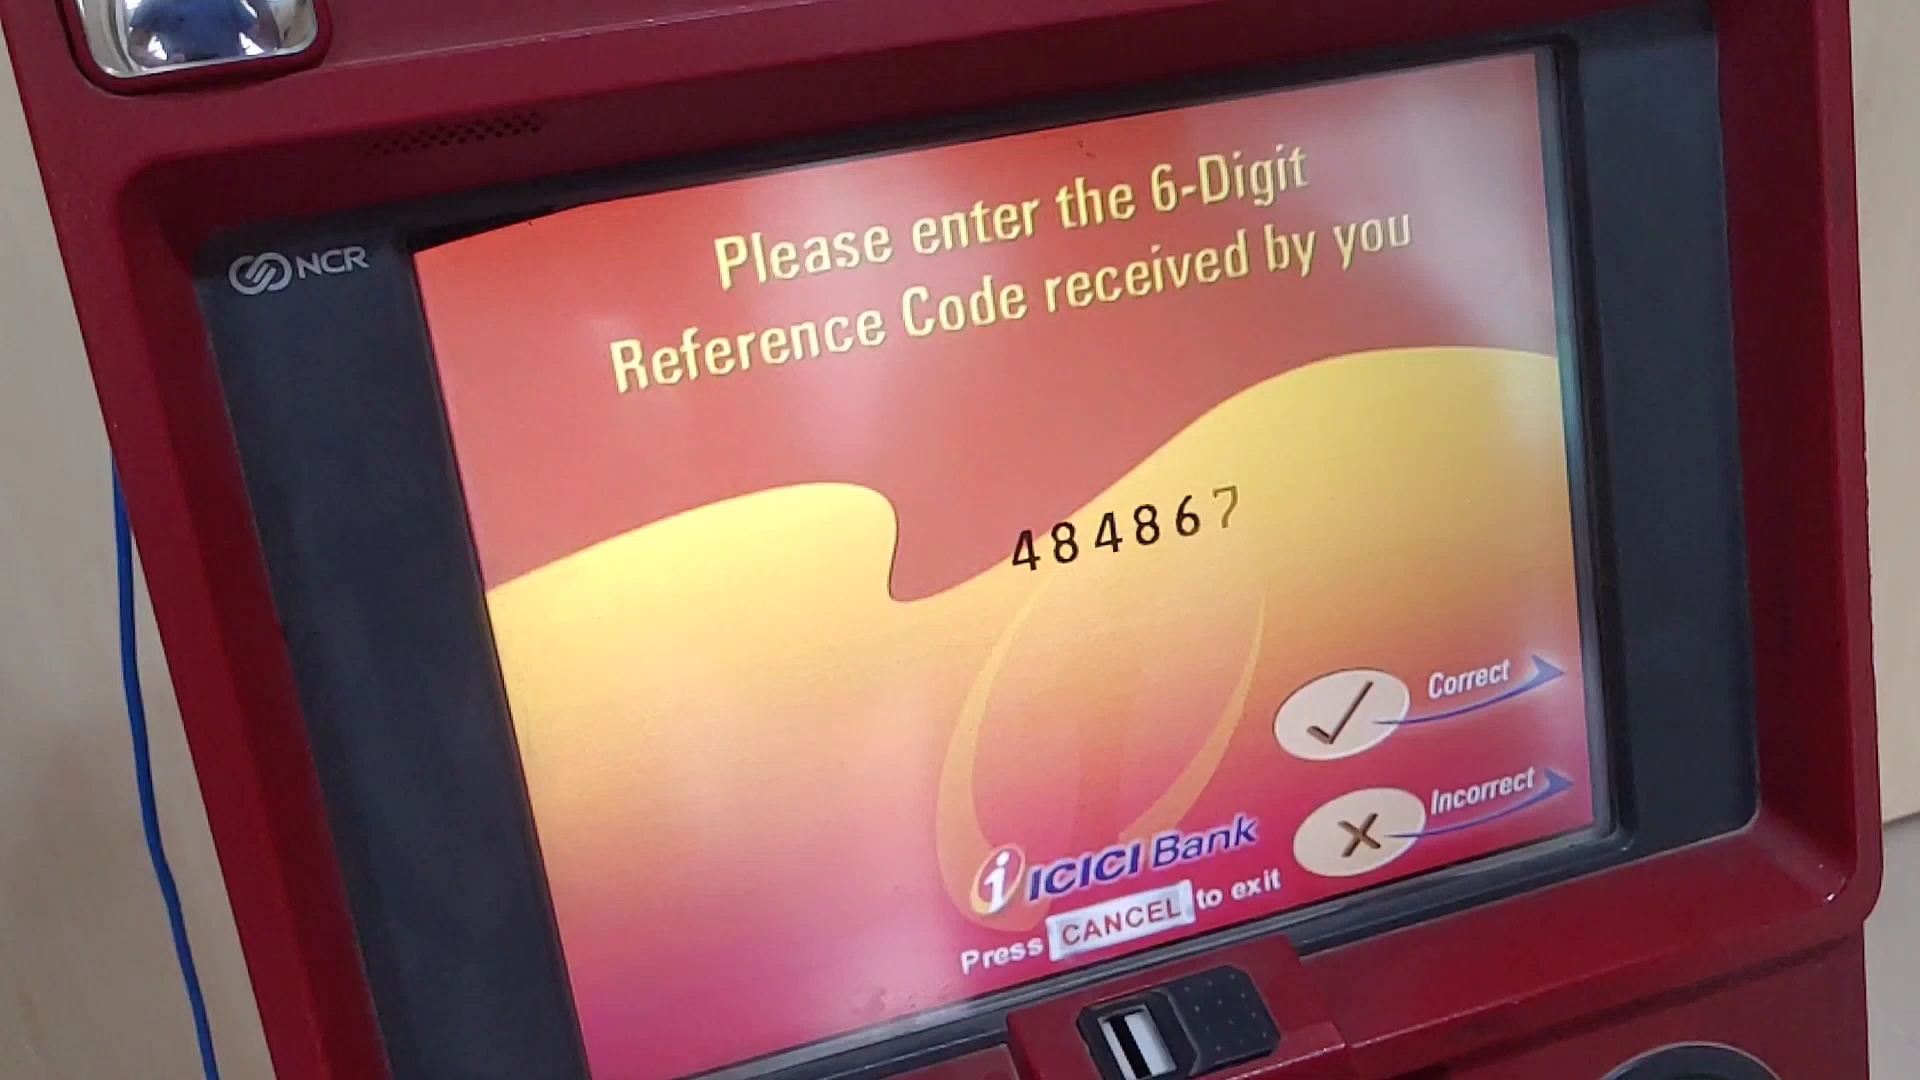 NCR
Please enter the 6-Digit
Reference Code received by you
484867
Correct
Incorrect
i ICICI Bank
Press CANCEL to exit